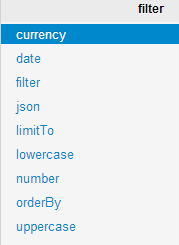 filter
currency
date
filter
json
limitTo
lowercase
number
orderBy
uppercase